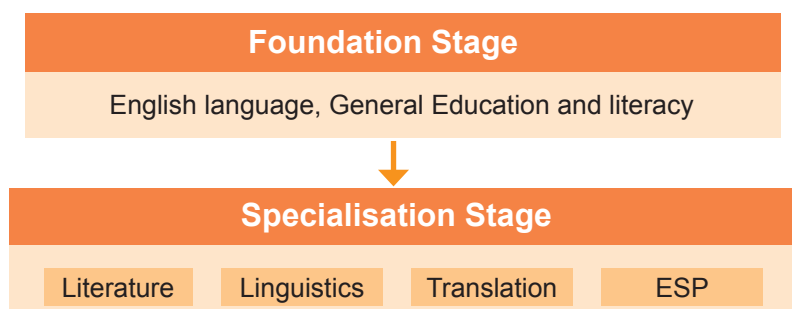 Foundation Stage
English language, General Education and literacy
Specialisation Stage
Literature Linguistics Translation ESP